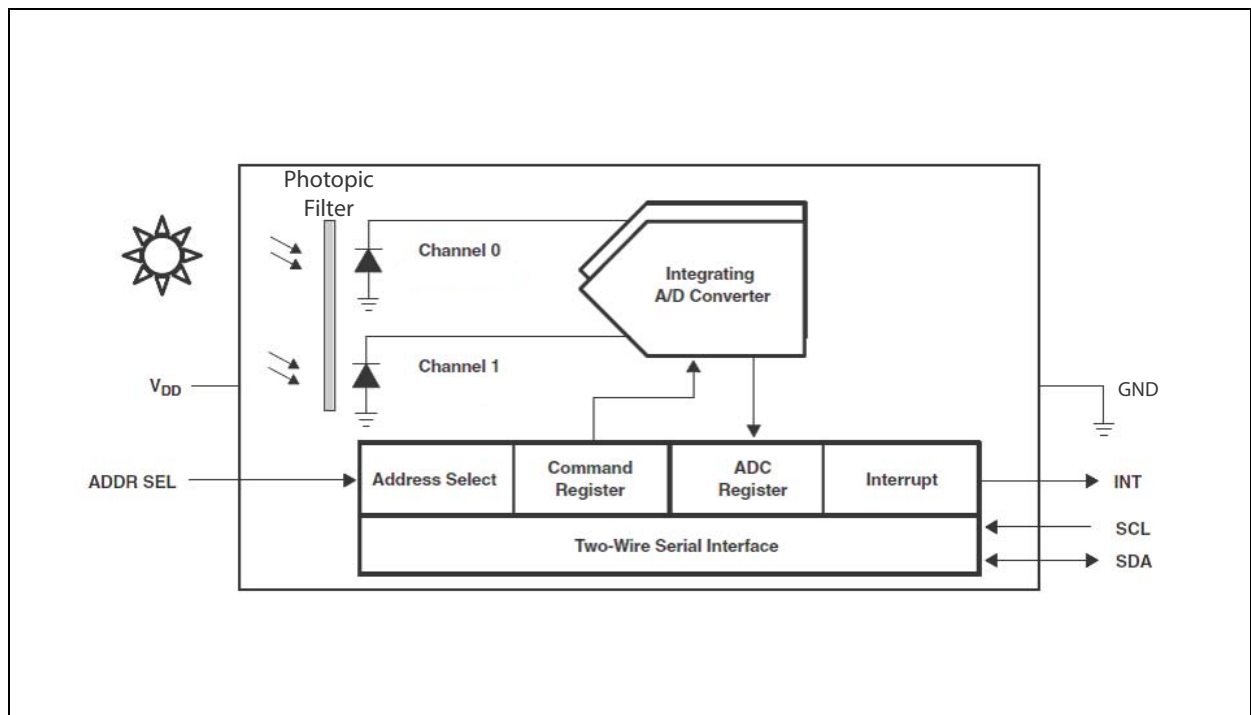 Photopic
Filter
Channel 0
Integrating
A/D Converter
Channel 1
VDD
GND
ADDR SEL
Address Select
Command
Register
ADC
Register
Interrupt
INT
SCL
Two-Wire Serial Interface
SDA